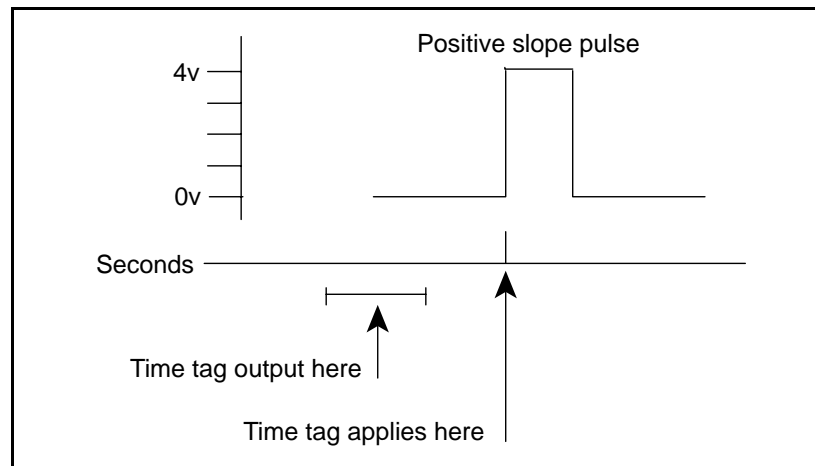 Positive slope pulse
4v
0v
Seconds
Time tag output here
Time tag applies here